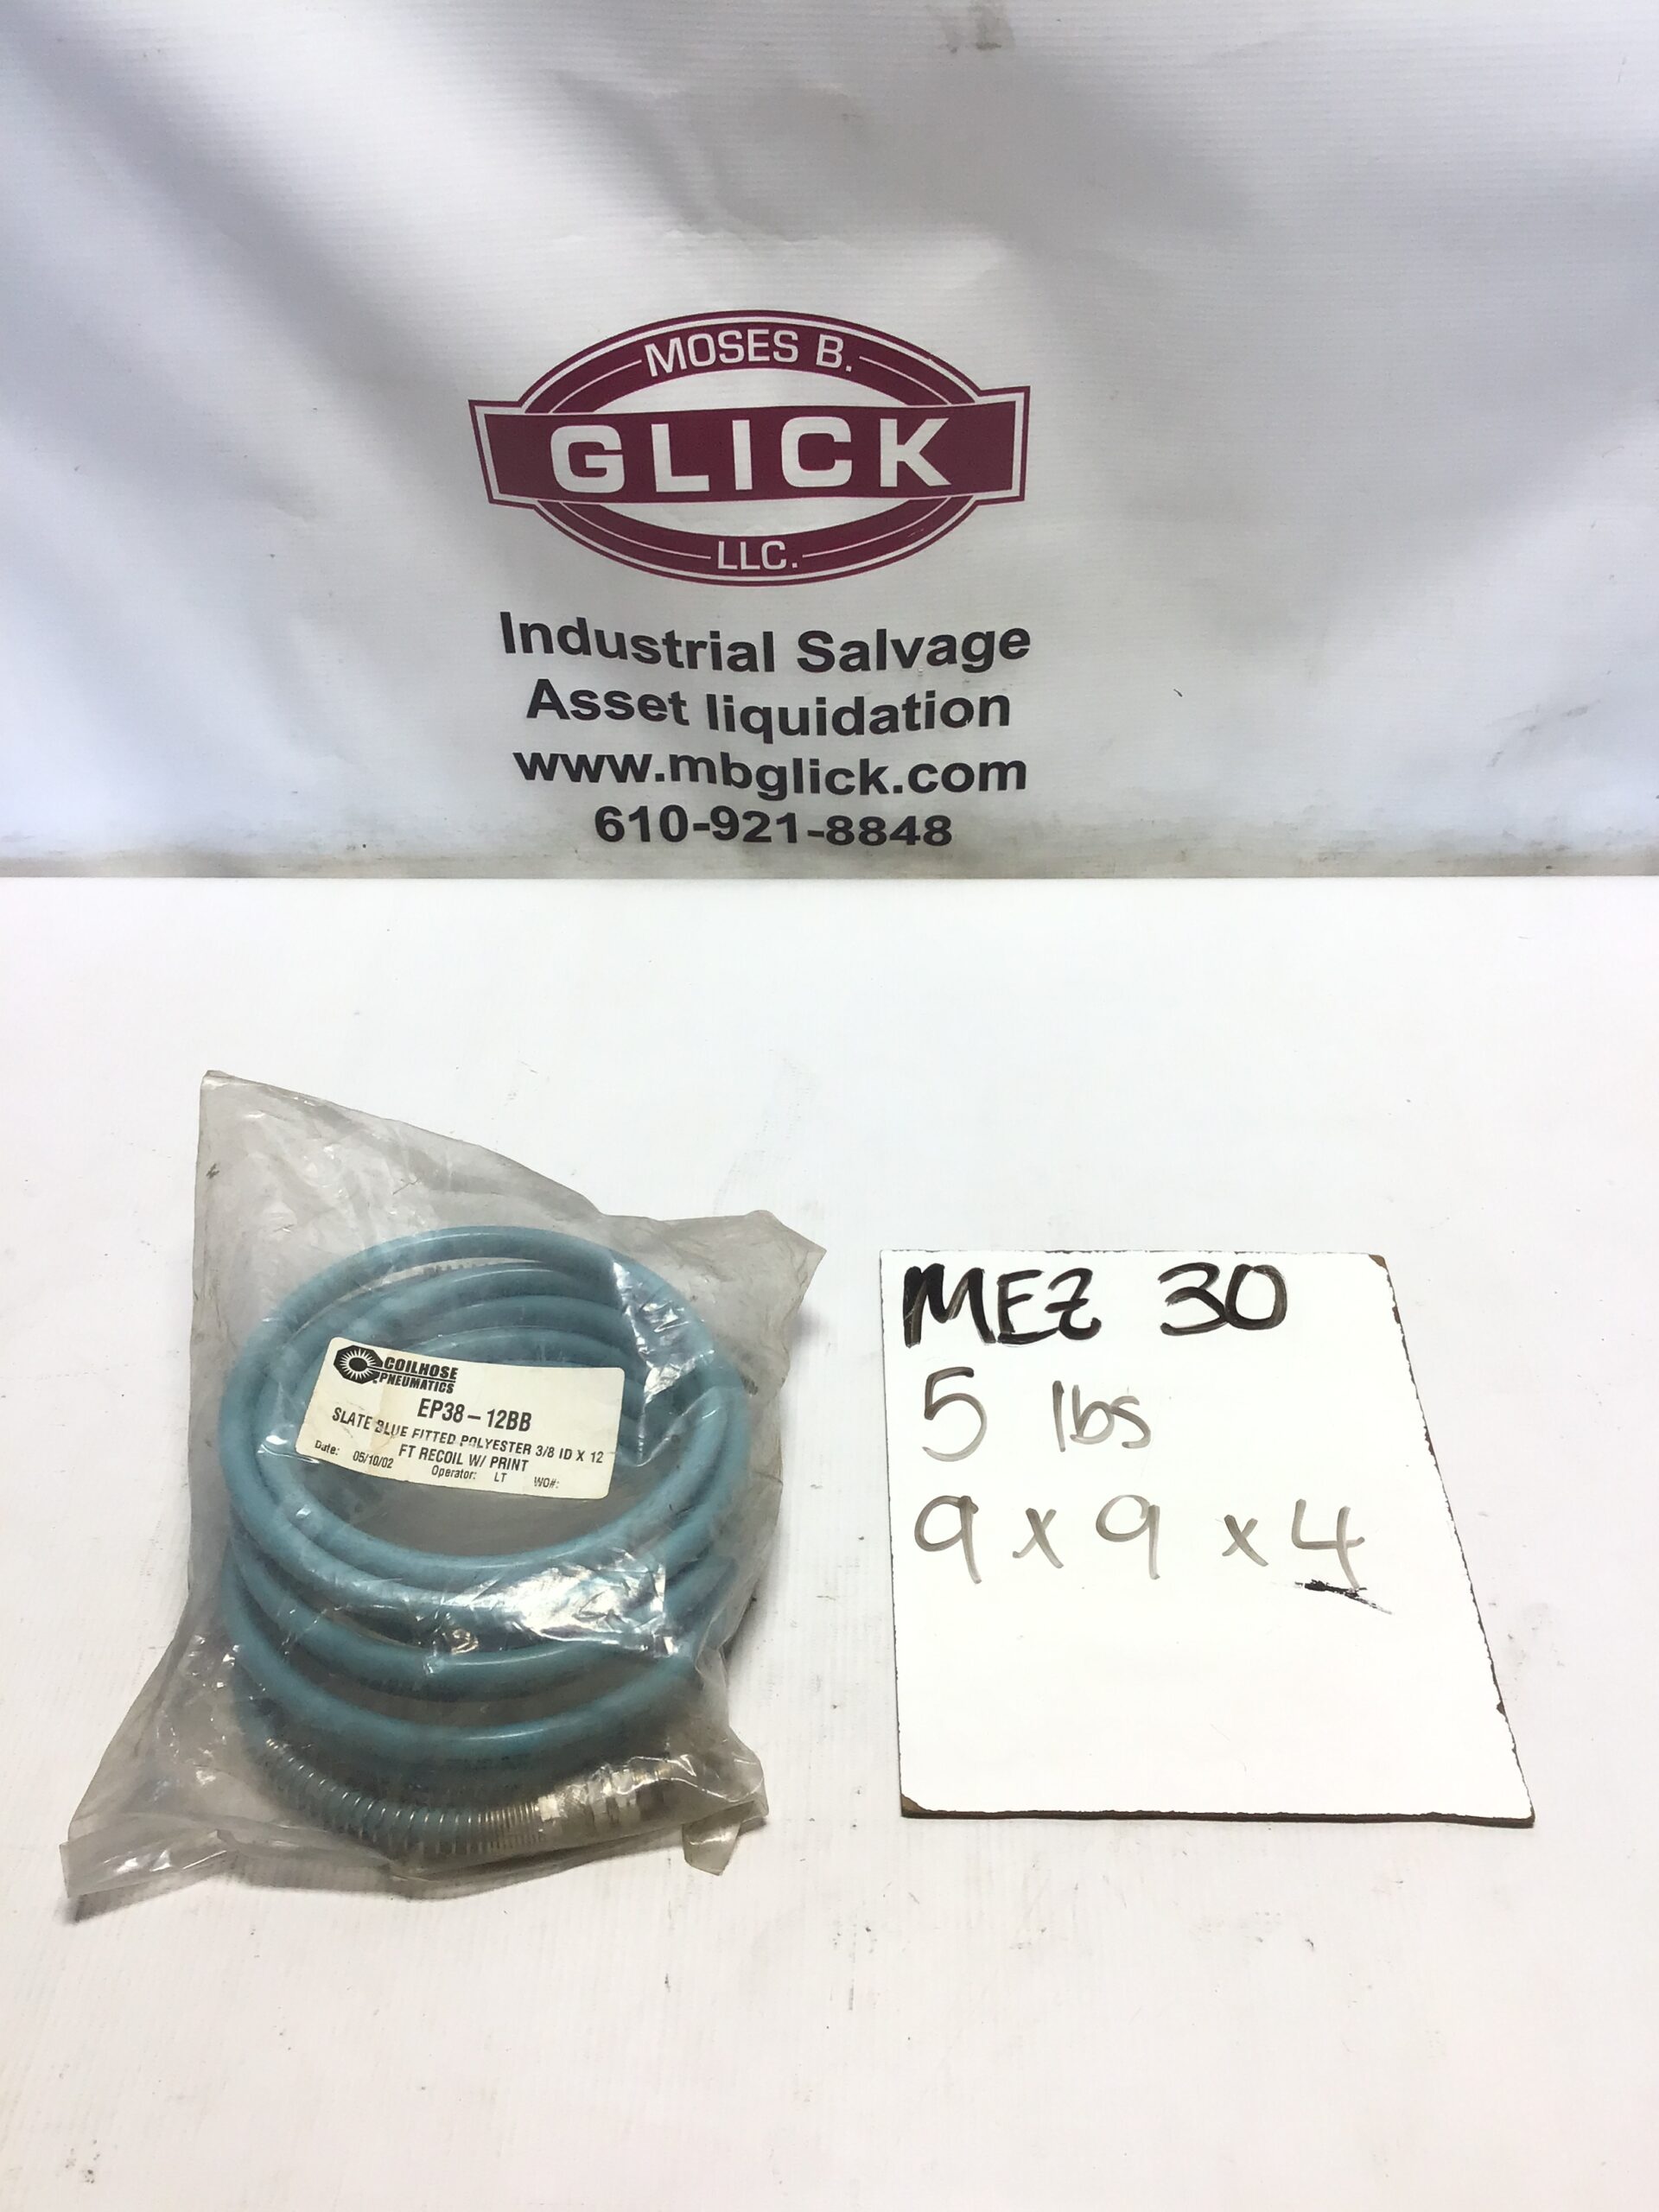 MOSES B.
GLICK
LLC.
Industrial Salvage
Asset liquidation
www.mbglick.com
610-921-8848
COILHOSE
PNEUMATICS
EP38-12BB
SLATE BLUE FITTED POLYESTER 3/8 ID X 12
FT RECOIL W/ PRINT
Date: 05/10/02 Operator: LT WO#:
MEZ 30
5 lbs
9 x 9 x 4